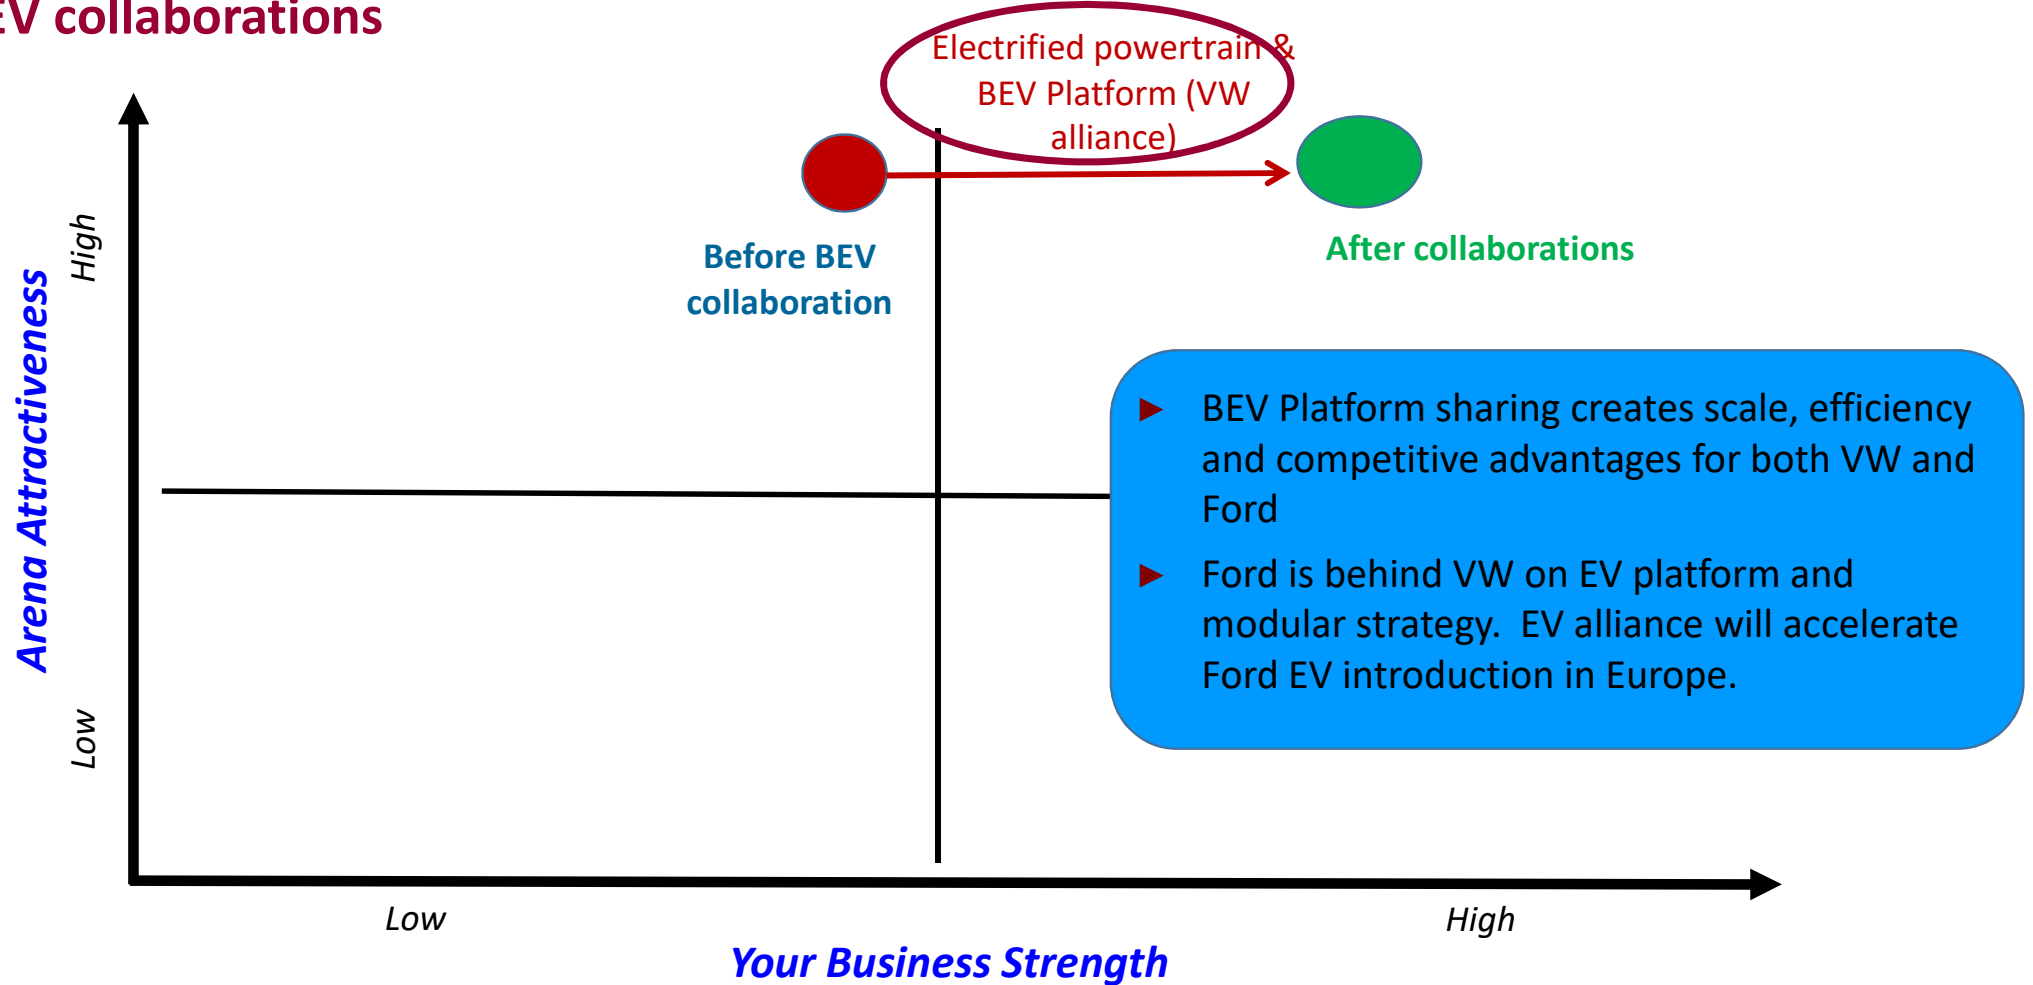 EV collaborations
Electrified powertrain &
BEV Platform (VW
alliance)
High
Before BEV
collaboration
After collaborations
Arena Attractiveness
► BEV Platform sharing creates scale, efficiency
and competitive advantages for both VW and
Ford
► Ford is behind VW on EV platform and
modular strategy.  EV alliance will accelerate
Ford EV introduction in Europe.
Low
Low
High
Your Business Strength